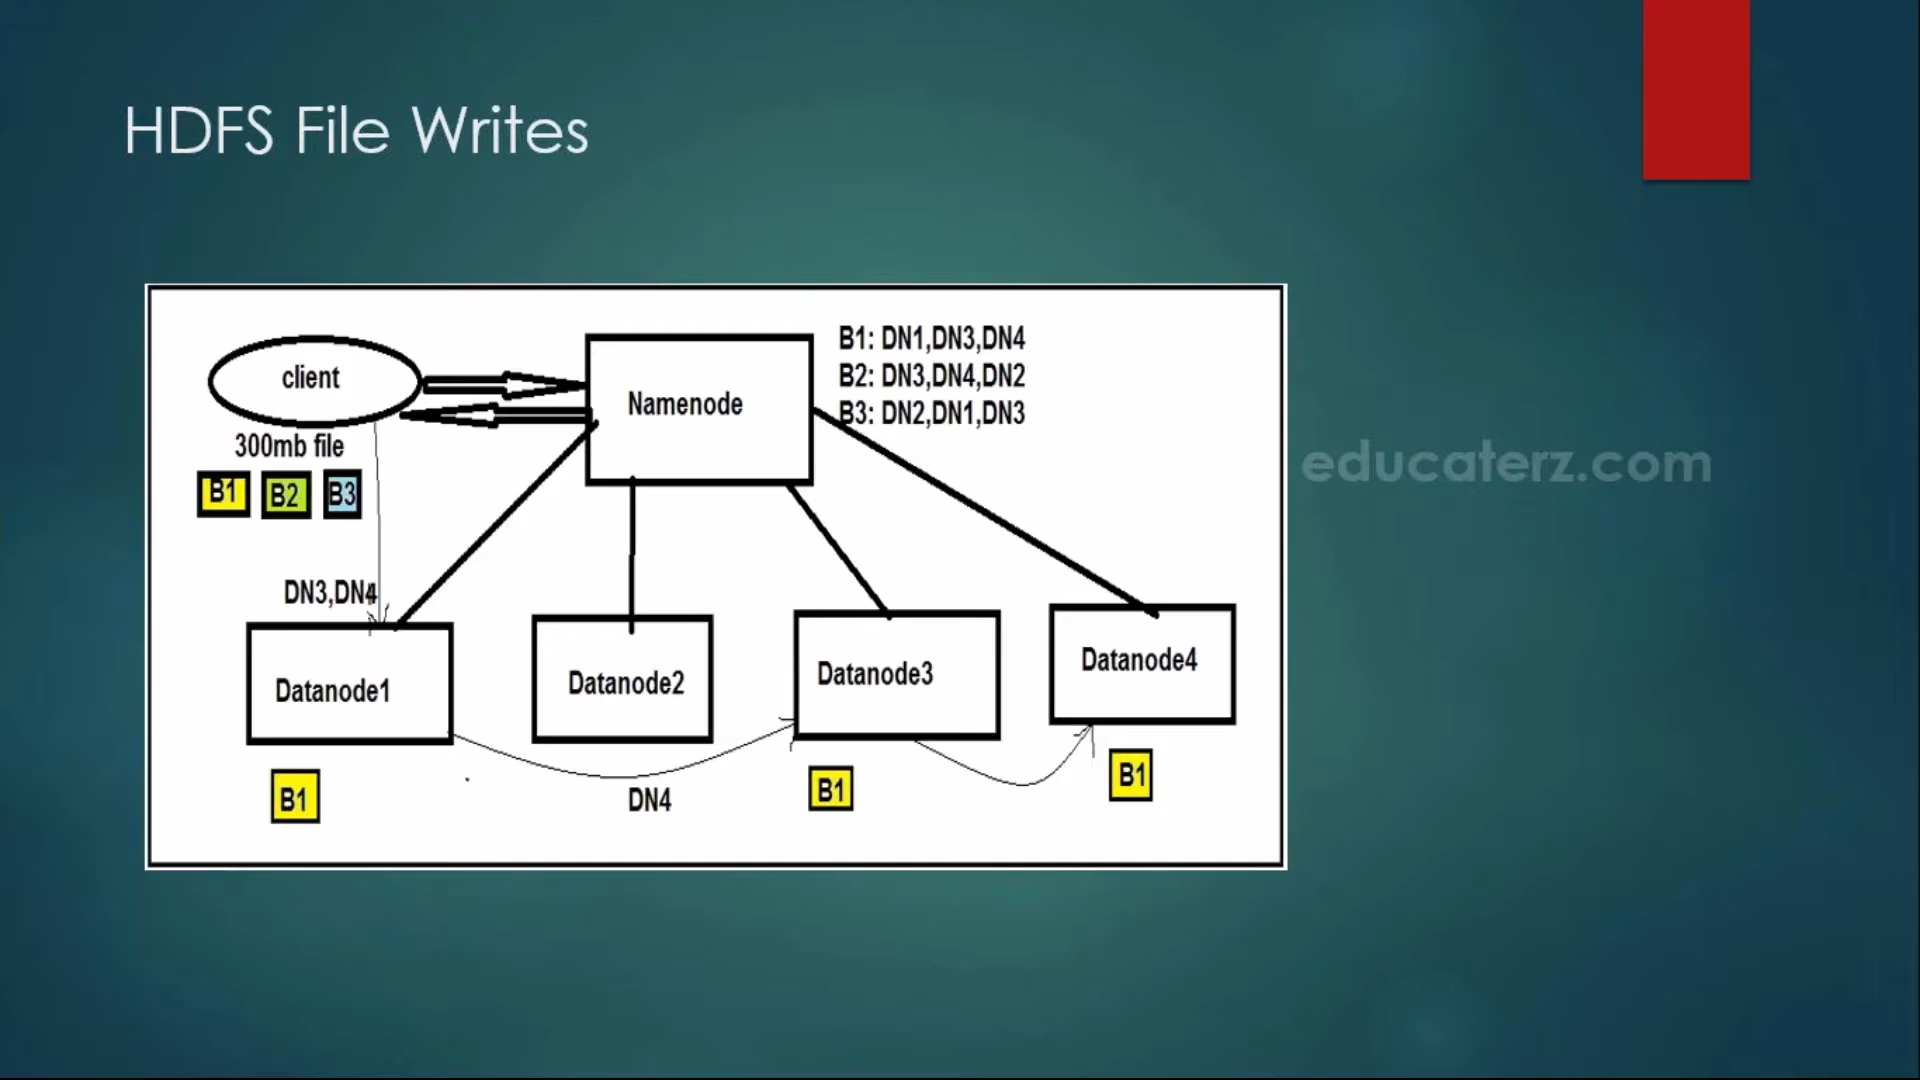 HDFS File Writes
client
Namenode
B1: DN1,DN3,DN4
B2: DN3,DN4,DN2
B3: DN2,DN1,DN3
300mb file
B1 B2 B3
educaterz.com
DN3,DN4
Datanode1
Datanode2
Datanode3
Datanode4
B1
DN4
B1
B1